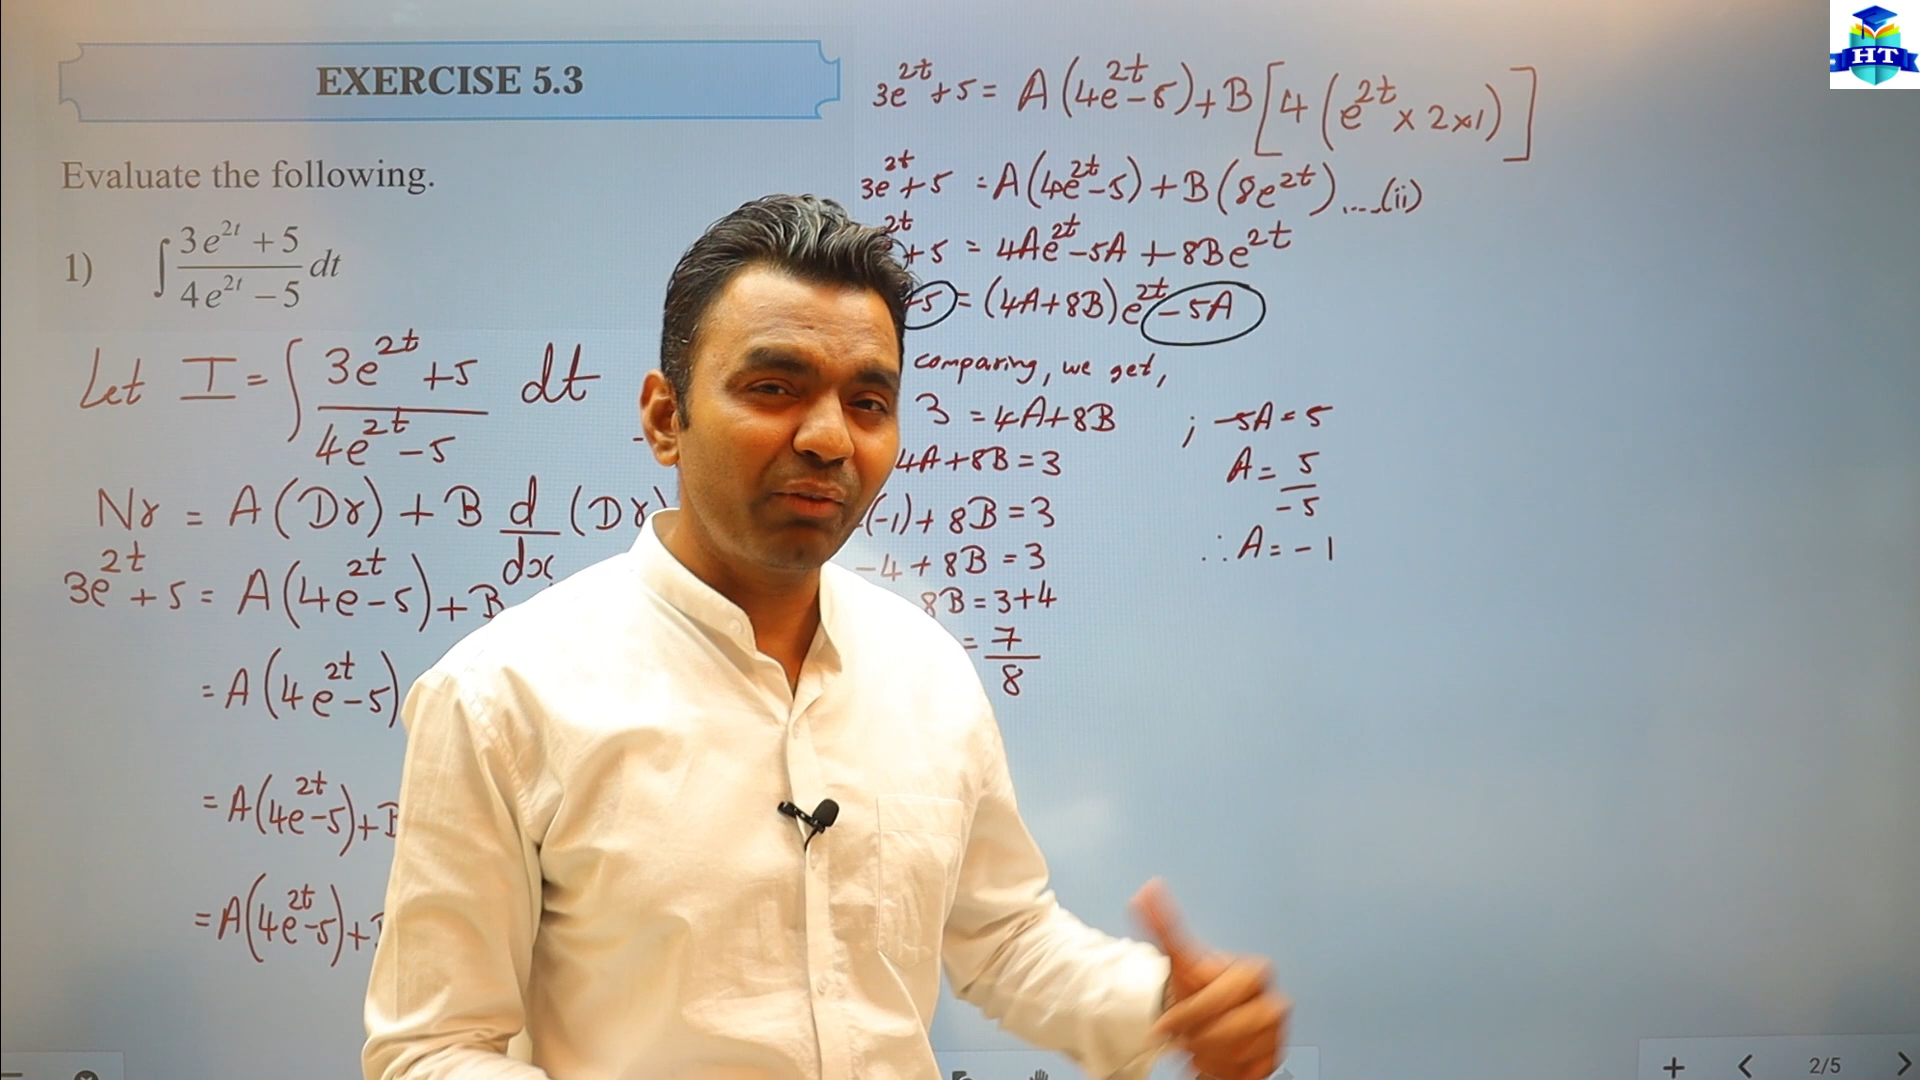 EXERCISE 5.3
Evaluate the following.
1) ∫ (3e^{2t} + 5)/(4e^{2t} − 5) dt
Let I = ∫ (3e^{2t} + 5)/(4e^{2t} − 5) dt
Nr = A(Dr) + B d/dx (Dr)
3e^{2t} + 5 = A(4e^{2t} − 5) + B
= A(4e^{2t} − 5)
= A(4e^{2t} − 5) + B
= A(4e^{2t} − 5) +
3e^{2t} + 5 = A(4e^{2t} − 5) + B[4(e^{2t} × 2 × 1)]
3e^{2t} + 5 = A(4e^{2t} − 5) + B(8e^{2t}) ....(ii)
2t + 5 = 4Ae^{2t} − 5A + 8Be^{2t}
+5 = (4A + 8B)e^{2t} − 5A
comparing, we get,
3 = 4A + 8B ; −5A = 5
4A + 8B = 3 A = 5/−5
(−1) + 8B = 3 ∴ A = −1
−4 + 8B = 3
8B = 3 + 4
= 7/8
HT
2/5